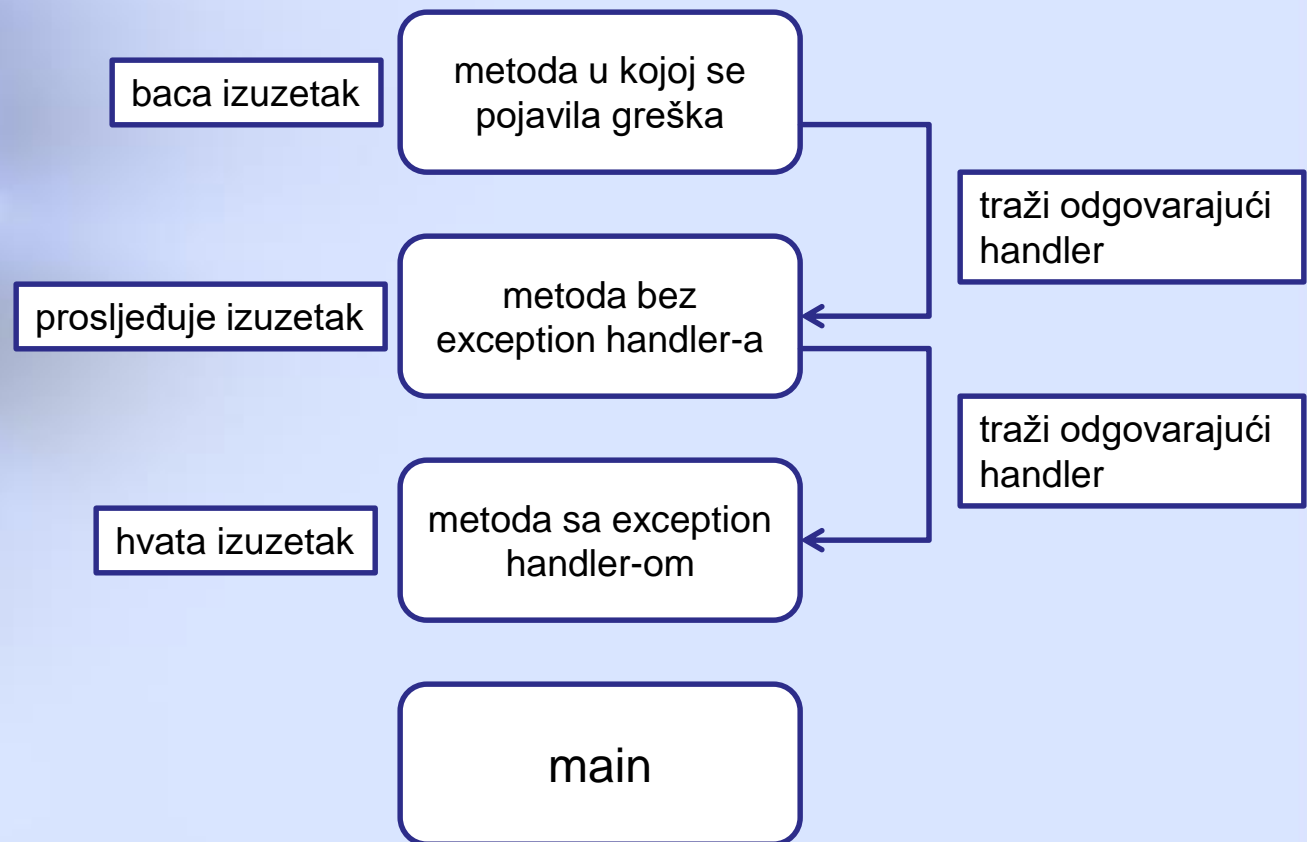 baca izuzetak
metoda u kojoj se
pojavila greška
traži odgovarajući
handler
prosljeđuje izuzetak
metoda bez
exception handler-a
traži odgovarajući
handler
hvata izuzetak
metoda sa exception
handler-om
main